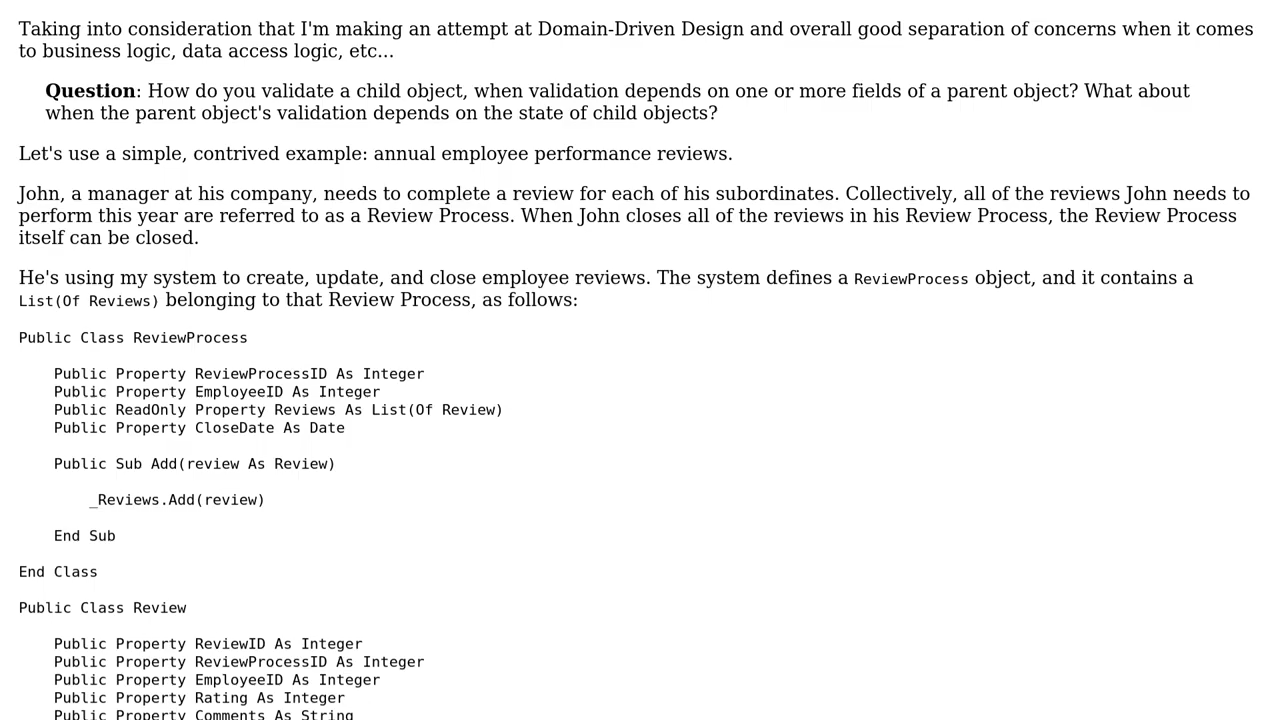 Taking into consideration that I'm making an attempt at Domain-Driven Design and overall good separation of concerns when it comes
to business logic, data access logic, etc...
Question: How do you validate a child object, when validation depends on one or more fields of a parent object? What about
when the parent object's validation depends on the state of child objects?
Let's use a simple, contrived example: annual employee performance reviews.
John, a manager at his company, needs to complete a review for each of his subordinates. Collectively, all of the reviews John needs to
perform this year are referred to as a Review Process. When John closes all of the reviews in his Review Process, the Review Process
itself can be closed.
He's using my system to create, update, and close employee reviews. The system defines a ReviewProcess object, and it contains a
List(Of Reviews) belonging to that Review Process, as follows:
Public Class ReviewProcess
    Public Property ReviewProcessID As Integer
    Public Property EmployeeID As Integer
    Public ReadOnly Property Reviews As List(Of Review)
    Public Property CloseDate As Date
    Public Sub Add(review As Review)
        _Reviews.Add(review)
    End Sub
End Class
Public Class Review
    Public Property ReviewID As Integer
    Public Property ReviewProcessID As Integer
    Public Property EmployeeID As Integer
    Public Property Rating As Integer
    Public Property Comments As String